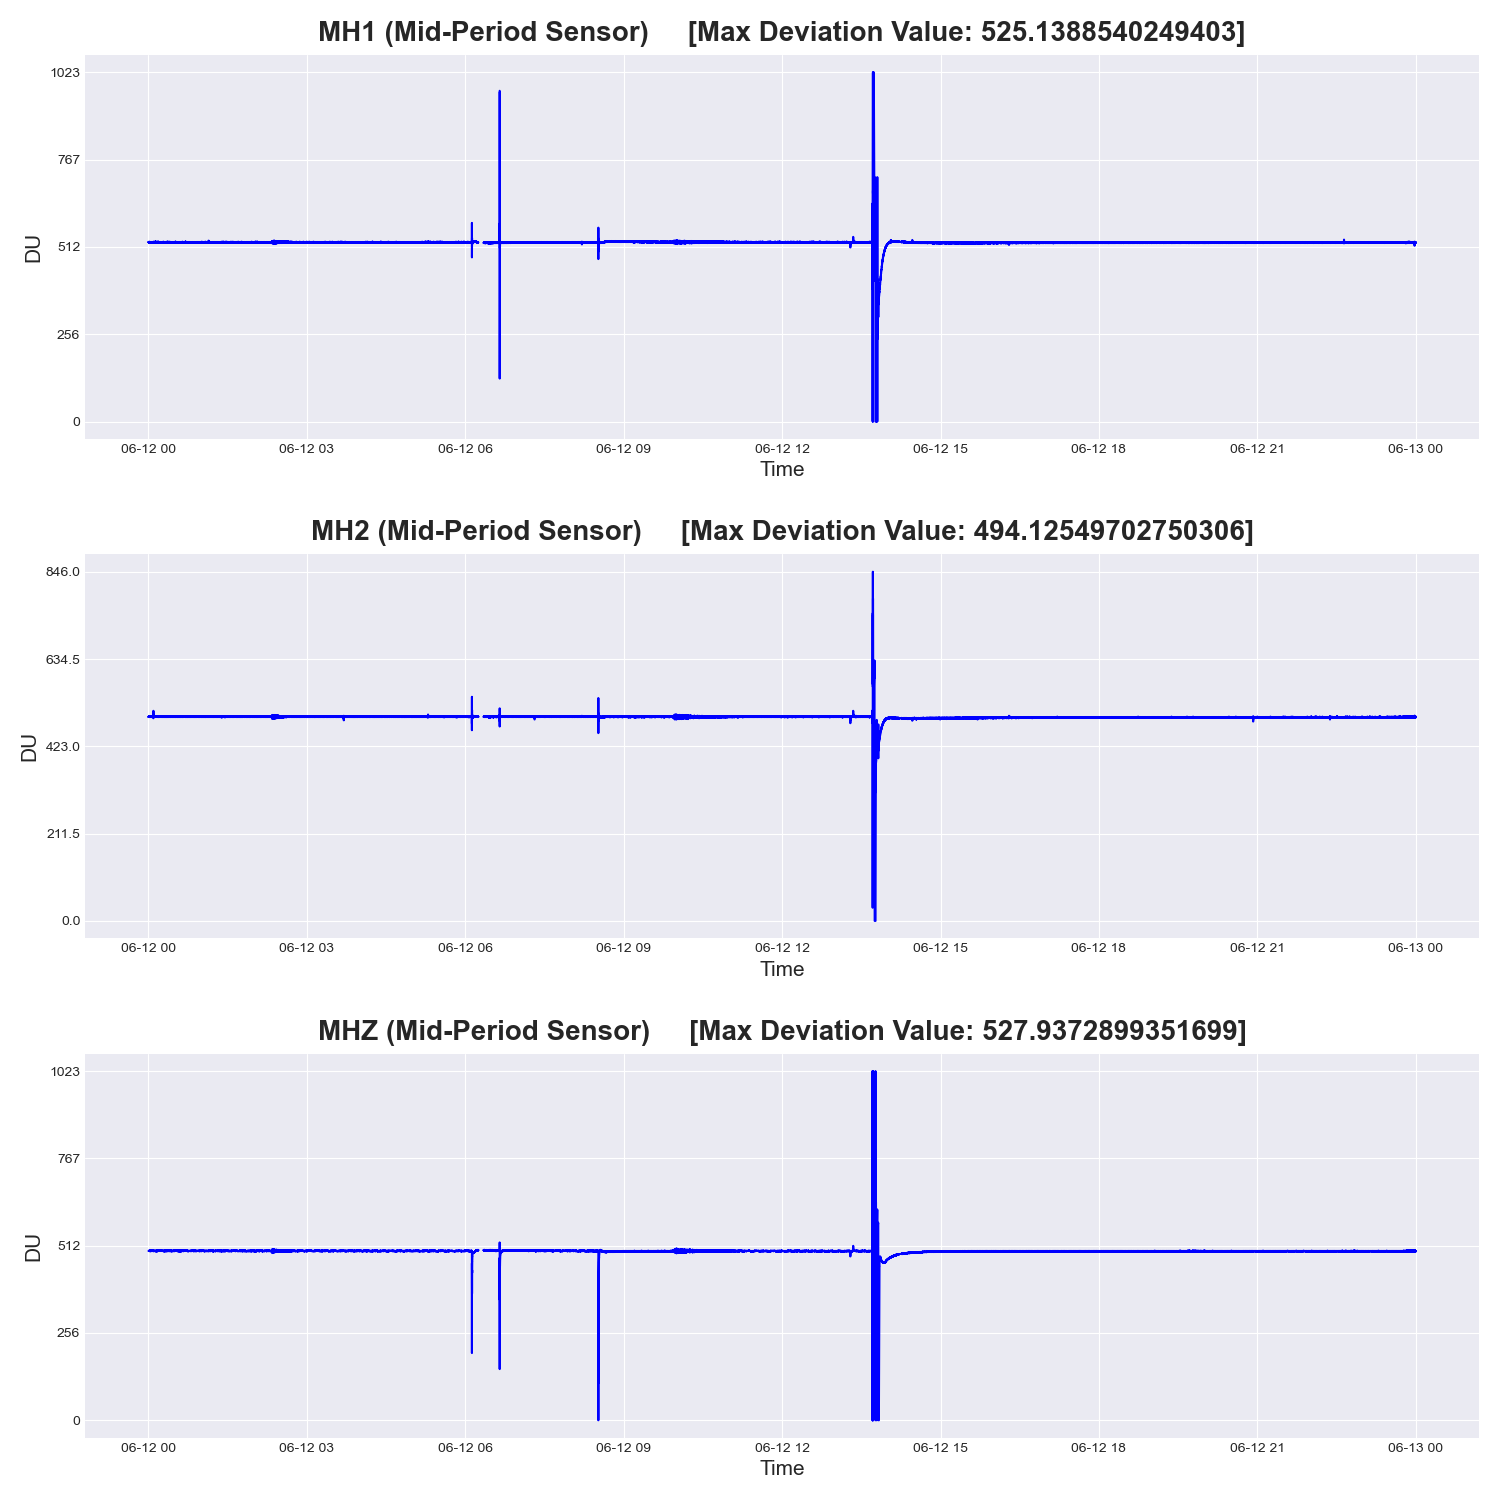 MH1 (Mid-Period Sensor) [Max Deviation Value: 525.1388540249403]
1023
767
512
256
0
DU
06-12 00 06-12 03 06-12 06 06-12 09 06-12 12 06-12 15 06-12 18 06-12 21 06-13 00
Time
MH2 (Mid-Period Sensor) [Max Deviation Value: 494.12549702750306]
846.0
634.5
423.0
211.5
0.0
DU
06-12 00 06-12 03 06-12 06 06-12 09 06-12 12 06-12 15 06-12 18 06-12 21 06-13 00
Time
MHZ (Mid-Period Sensor) [Max Deviation Value: 527.9372899351699]
1023
767
512
256
0
DU
06-12 00 06-12 03 06-12 06 06-12 09 06-12 12 06-12 15 06-12 18 06-12 21 06-13 00
Time